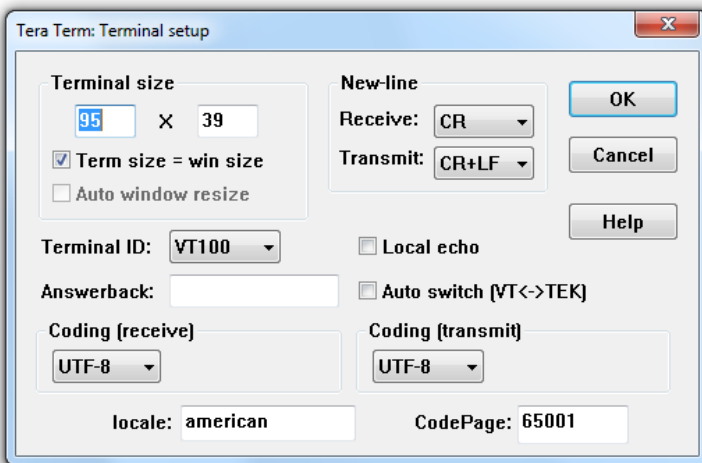 Tera Term: Terminal setup
Terminal size
95 X 39
Term size = win size
Auto window resize
New-line
Receive: CR
Transmit: CR+LF
OK
Cancel
Help
Terminal ID: VT100
Local echo
Answerback:
Auto switch (VT<->TEK)
Coding (receive)
UTF-8
Coding (transmit)
UTF-8
locale: american
CodePage: 65001